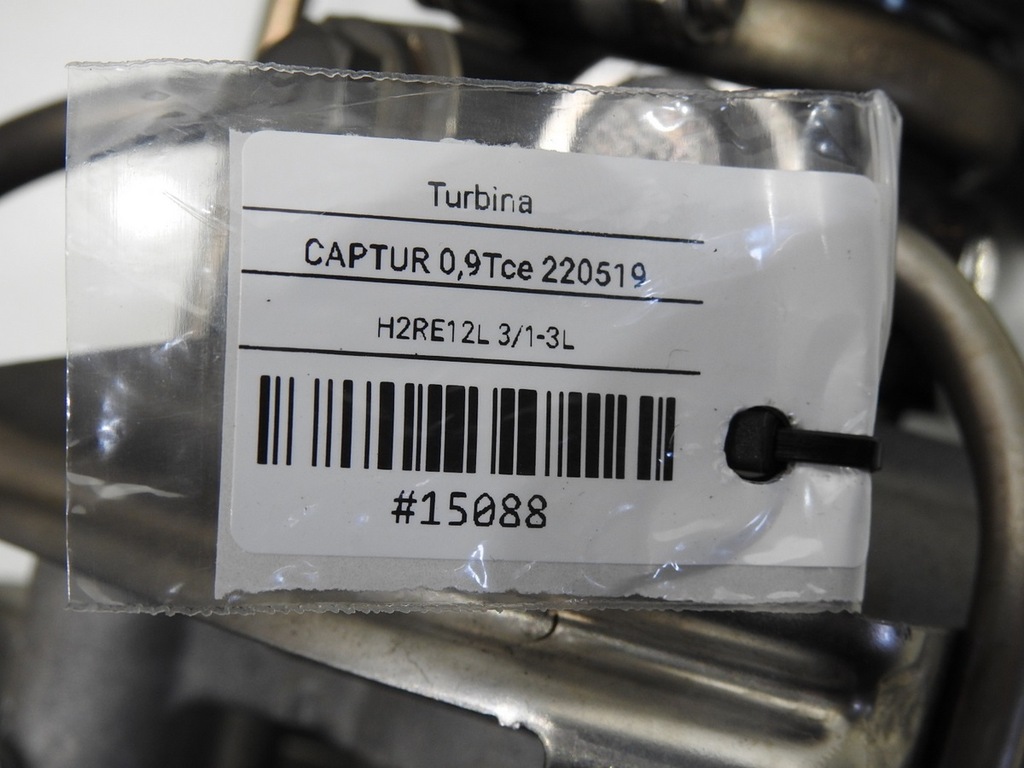 Turbina
CAPTUR 0,9Tce 220519
H2RE12L 3/1-3L
#15088